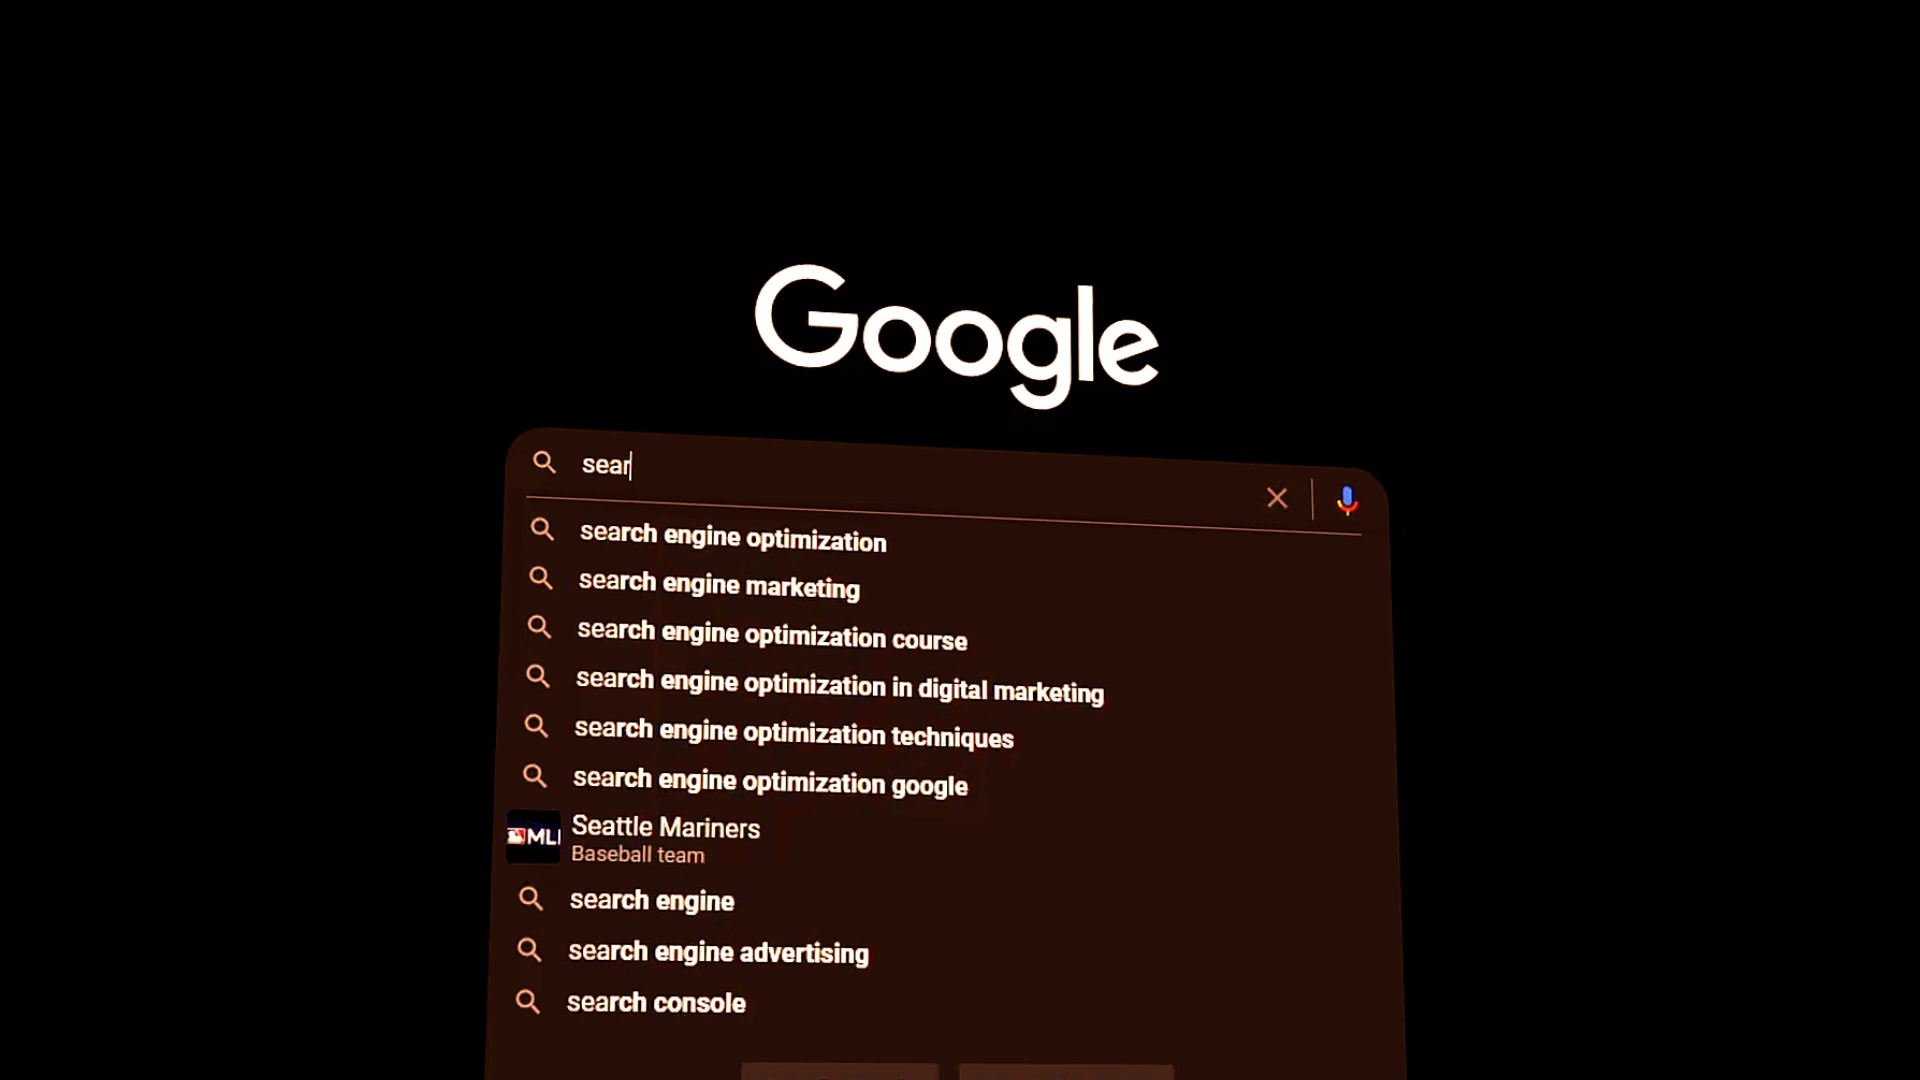 Google
sear
search engine optimization
search engine marketing
search engine optimization course
search engine optimization in digital marketing
search engine optimization techniques
search engine optimization google
MLB
Seattle Mariners
Baseball team
search engine
search engine advertising
search console